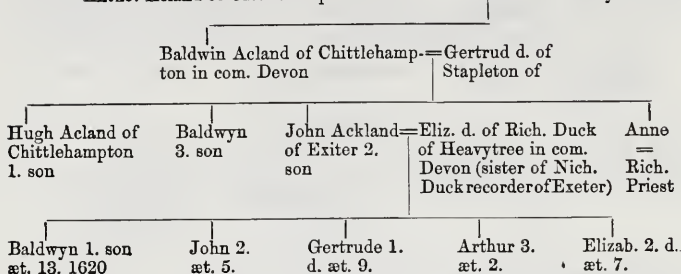 Baldwin Acland of Chittlehamp-=Gertrud d. of
ton in com. Devon Stapleton of
Hugh Acland of
Chittlehampton
1. son
Baldwyn
3. son
John Ackland=Eliz. d. of Rich. Duck
of Exiter 2. of Heavytree in com.
son Devon (sister of Nich.
Duck recorder of Exeter)
Anne
=
Rich.
Priest
Baldwyn 1. son
æt. 13. 1620
John 2.
æt. 5.
Gertrude 1.
d. æt. 9.
Arthur 3.
æt. 2.
Elizab. 2. d.
æt. 7.